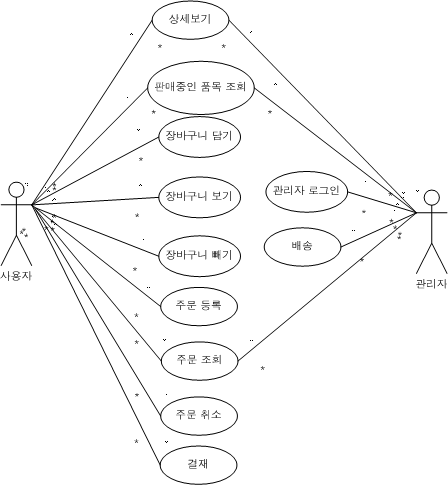 상세보기
판매중인 품목 조회
장바구니 담기
장바구니 보기
관리자 로그인
장바구니 빼기
배송
사용자
관리자
주문 등록
주문 조회
주문 취소
결재